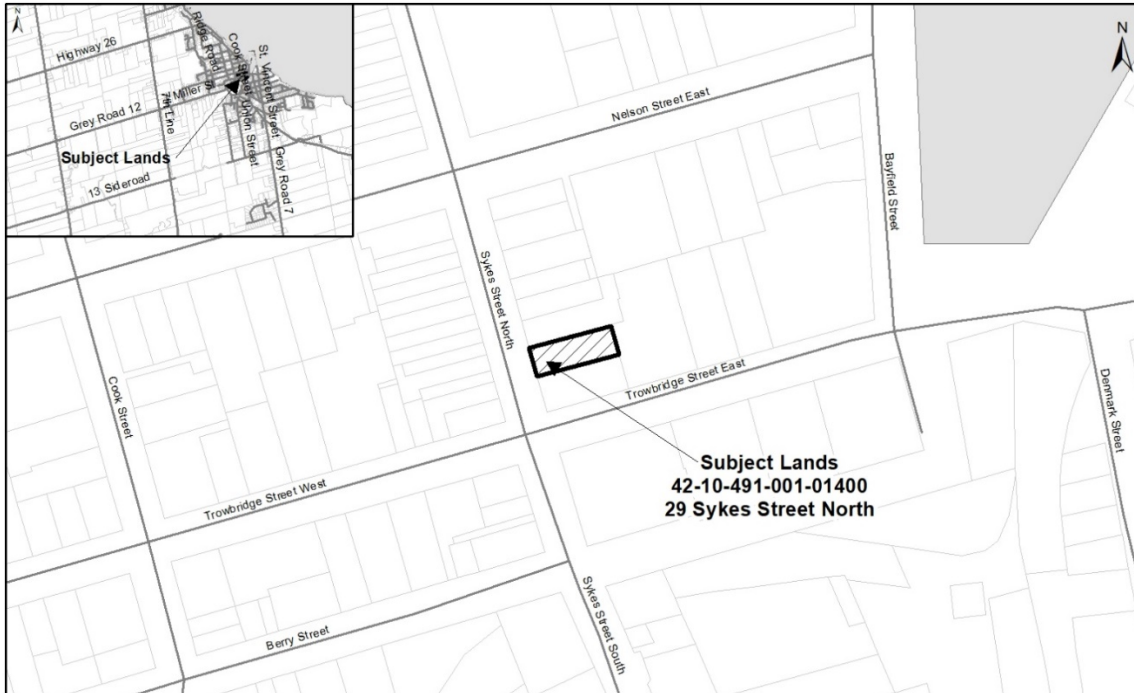 N
Highway 26
Ridge Road
Cook Street
St. Vincent Street
Miller
Grey Road 12
7th Line
Union Street
Subject Lands
13 Sideroad
Grey Road 7
N
Nelson Street East
Bayfield Street
Sykes Street North
Cook Street
Trowbridge Street East
Denmark Street
Subject Lands
42-10-491-001-01400
29 Sykes Street North
Trowbridge Street West
Berry Street
Sykes Street South